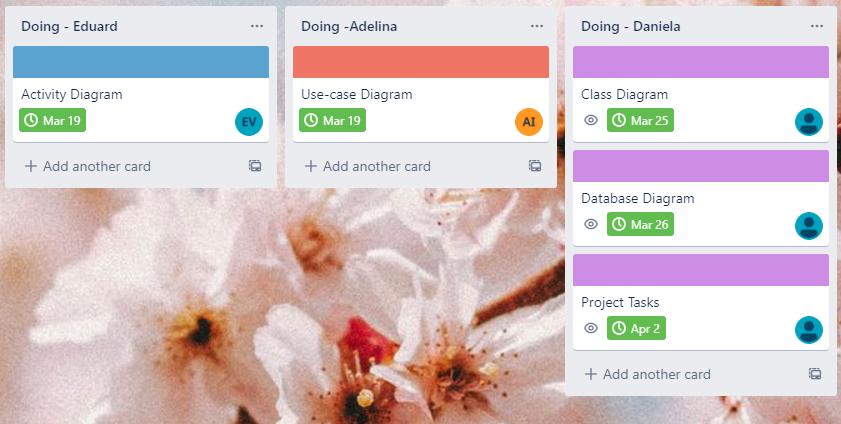 Doing - Eduard
Activity Diagram
Mar 19
EV
Add another card
Doing -Adelina
Use-case Diagram
Mar 19
AI
Add another card
Doing - Daniela
Class Diagram
Mar 25
Database Diagram
Mar 26
Project Tasks
Apr 2
Add another card